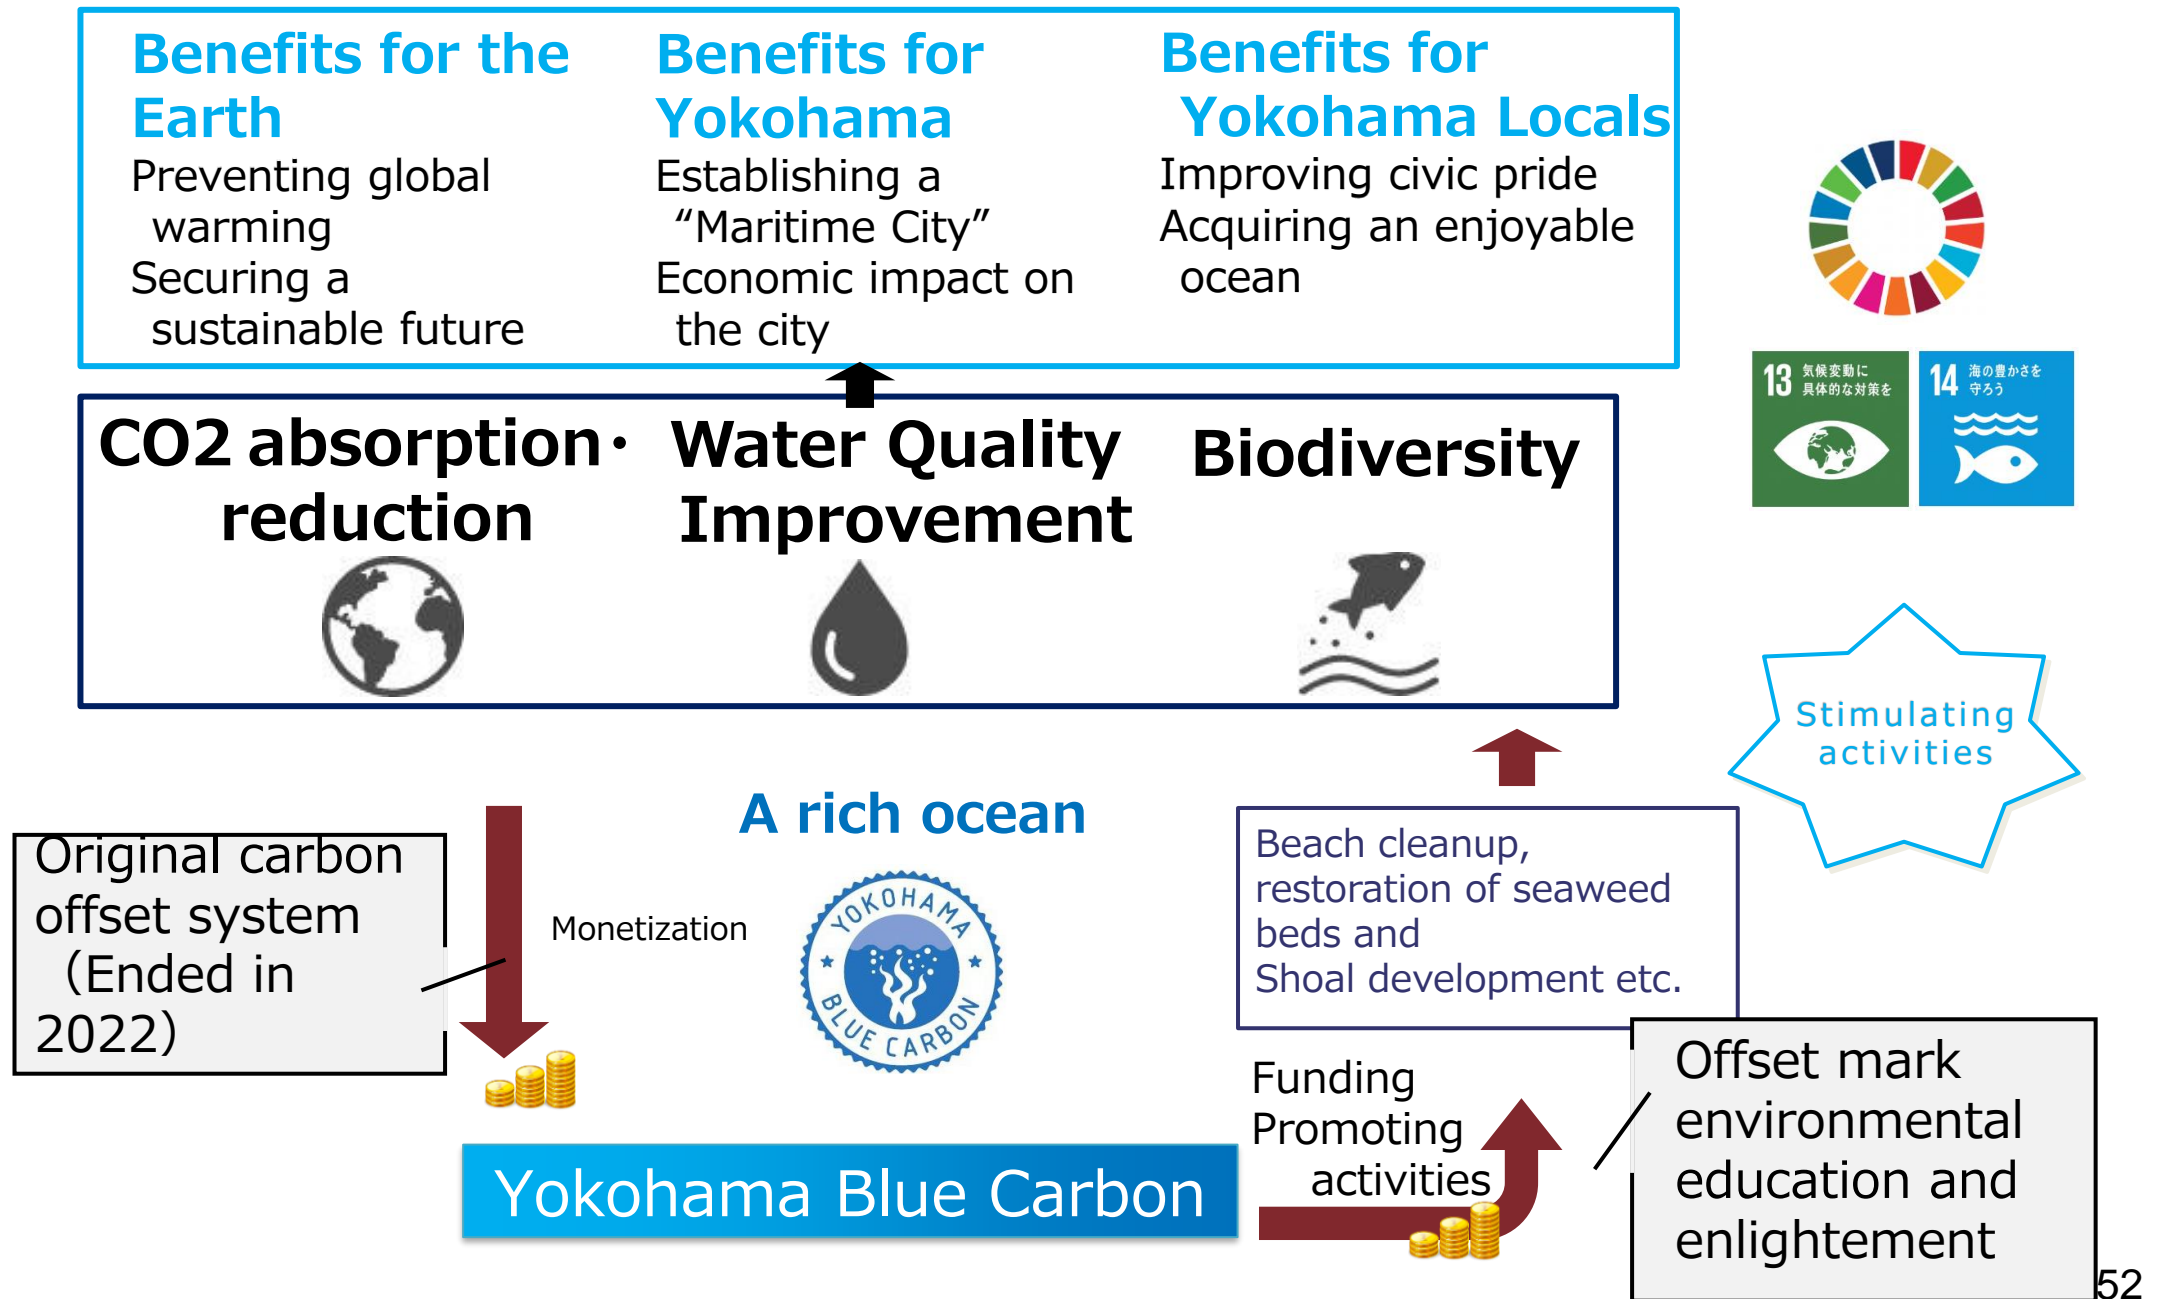 Benefits for the
Earth
Preventing global
warming
Securing a
sustainable future
Benefits for
Yokohama
Establishing a
“Maritime City”
Economic impact on
the city
Benefits for
Yokohama Locals
Improving civic pride
Acquiring an enjoyable
ocean
13 気候変動に
具体的な対策を
14 海の豊かさを
守ろう
CO2 absorption・
reduction
Water Quality
Improvement
Biodiversity
Stimulating
activities
Original carbon
offset system
（Ended in
2022）
Monetization
A rich ocean
YOKOHAMA
BLUE CARBON
Beach cleanup,
restoration of seaweed
beds and
Shoal development etc.
Funding
Promoting
activities
Offset mark
environmental
education and
enlightement
Yokohama Blue Carbon
52